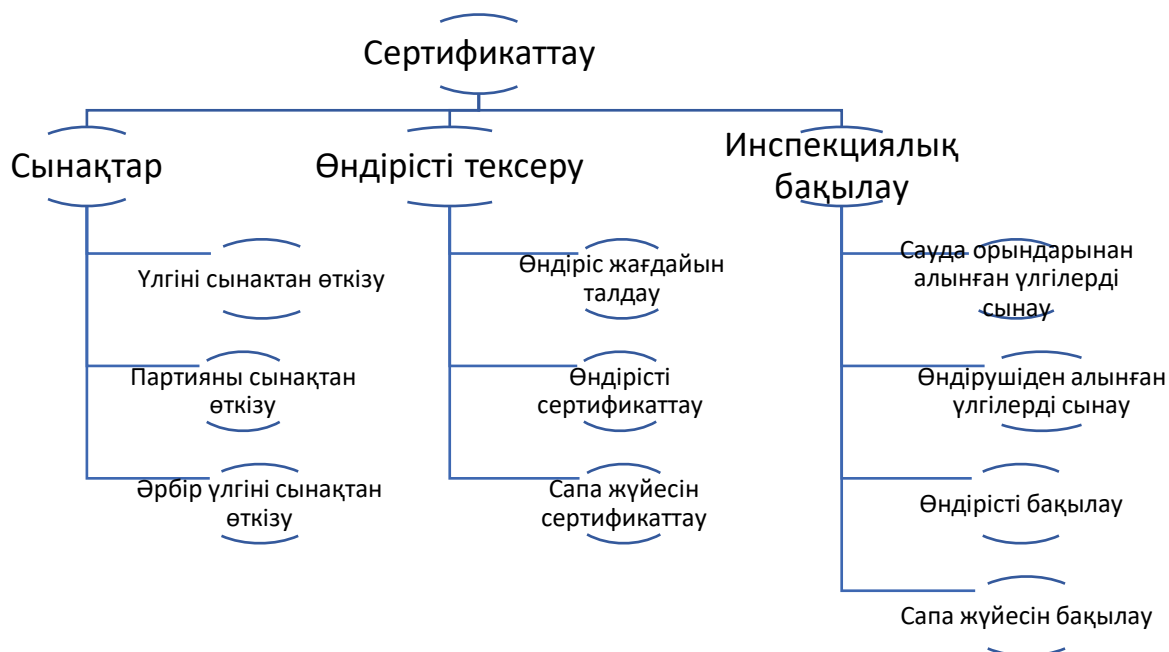 Сертификаттау
Сынақтар
Өндірісті тексеру
Инспекциялық
бақылау
Үлгіні сынактан өткізу
Партияны сынақтан
өткізу
Әрбір үлгіні сынақтан
өткізу
Өндіріс жағдайын
талдау
Өндірісті
сертификаттау
Сапа жүйесін
сертификаттау
Сауда орындарынан
алынған үлгілерді
сынау
Өндірушіден алынған
үлгілерді сынау
Өндірісті бақылау
Сапа жүйесін бақылау